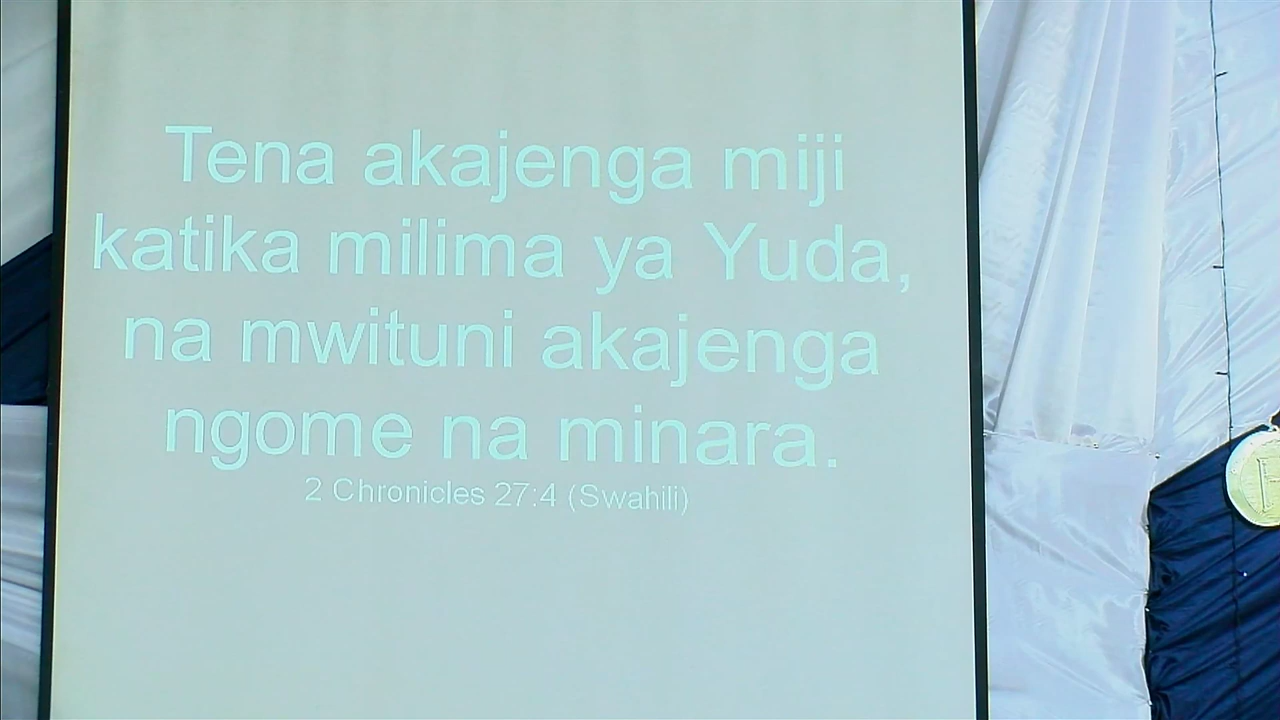 Tena akajenga miji
katika milima ya Yuda,
na mwituni akajenga
ngome na minara.
2 Chronicles 27:4 (Swahili)